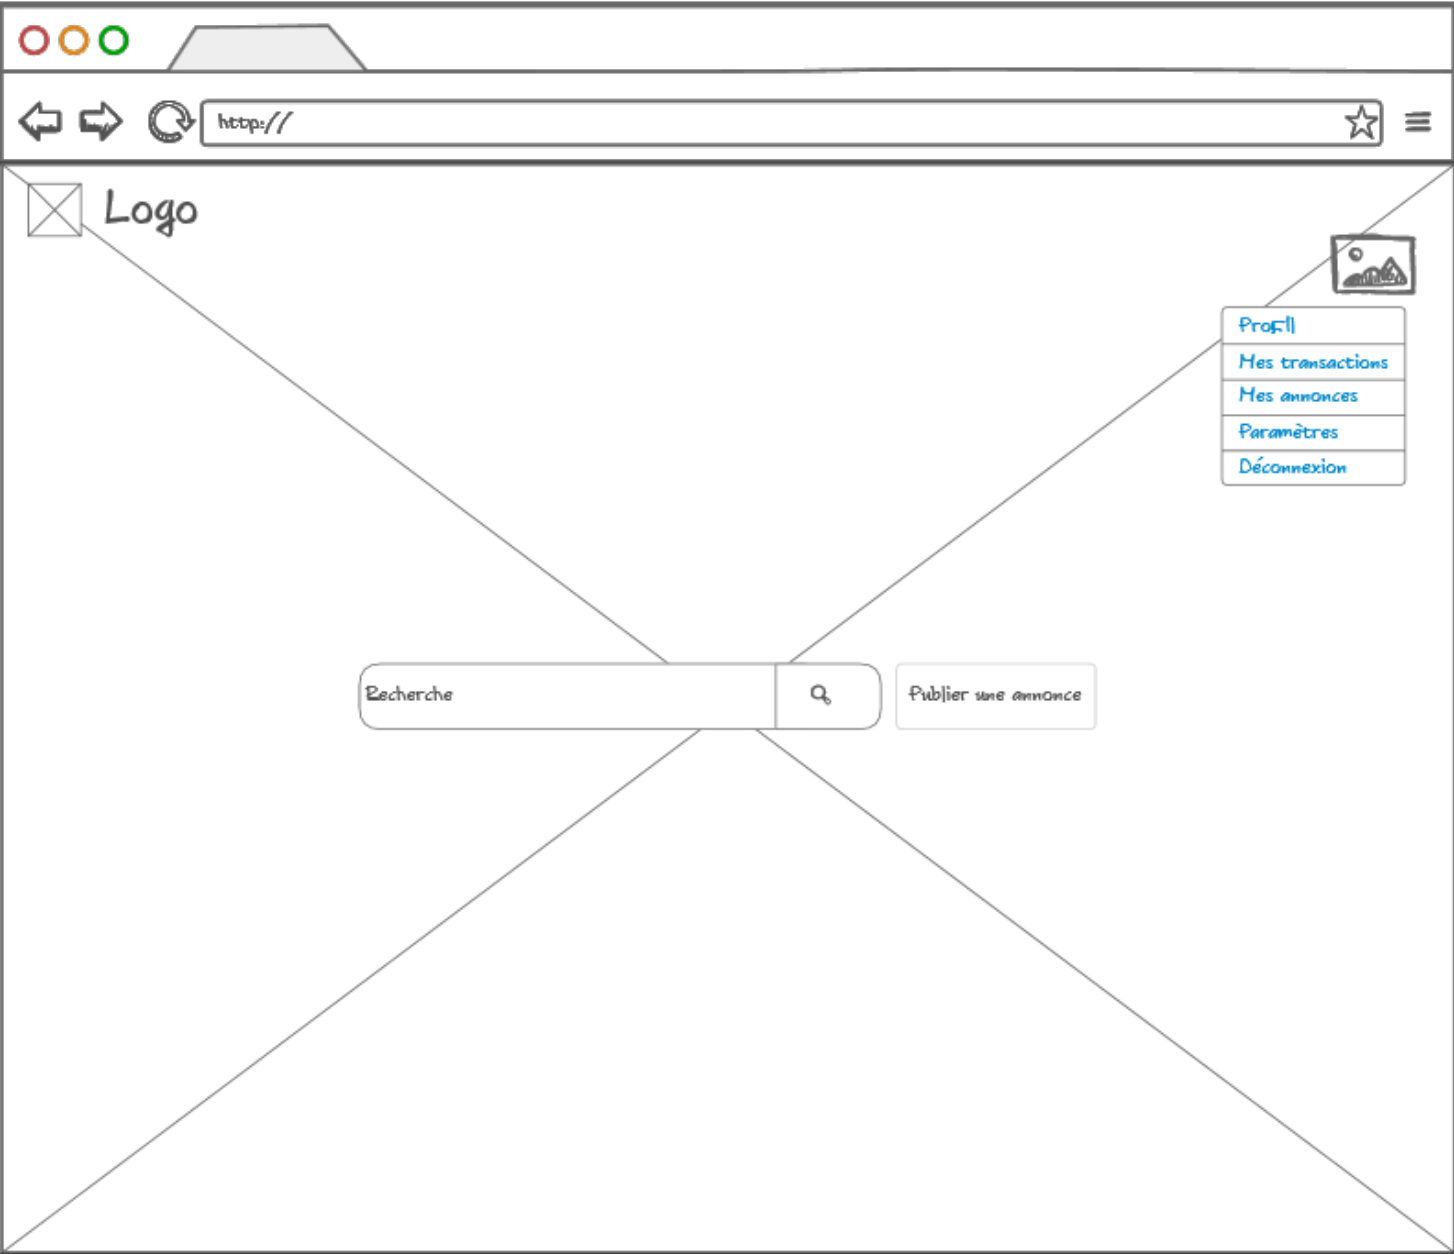 http://
Logo
Profil
Mes transactions
Mes annonces
Paramètres
Déconnexion
Recherche
Publier une annonce